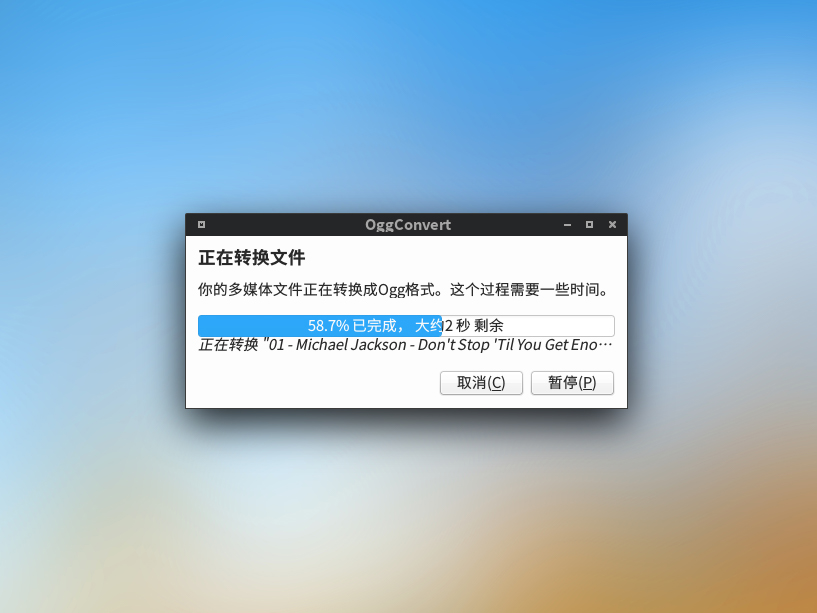 OggConvert
正在转换文件
你的多媒体文件正在转换成Ogg格式。这个过程需要一些时间。
58.7% 已完成， 大约2 秒 剩余
正在转换 "01 - Michael Jackson - Don't Stop 'Til You Get Eno…
取消(C) 暂停(P)